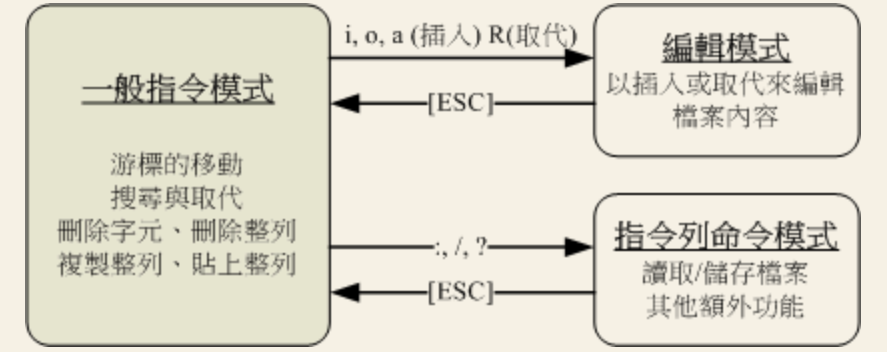 一般指令模式
游標的移動
搜尋與取代
刪除字元、刪除整列
複製整列、貼上整列
i, o, a (插入) R(取代)
[ESC]
編輯模式
以插入或取代來編輯
檔案內容
:, /, ?
[ESC]
指令列命令模式
讀取/儲存檔案
其他額外功能